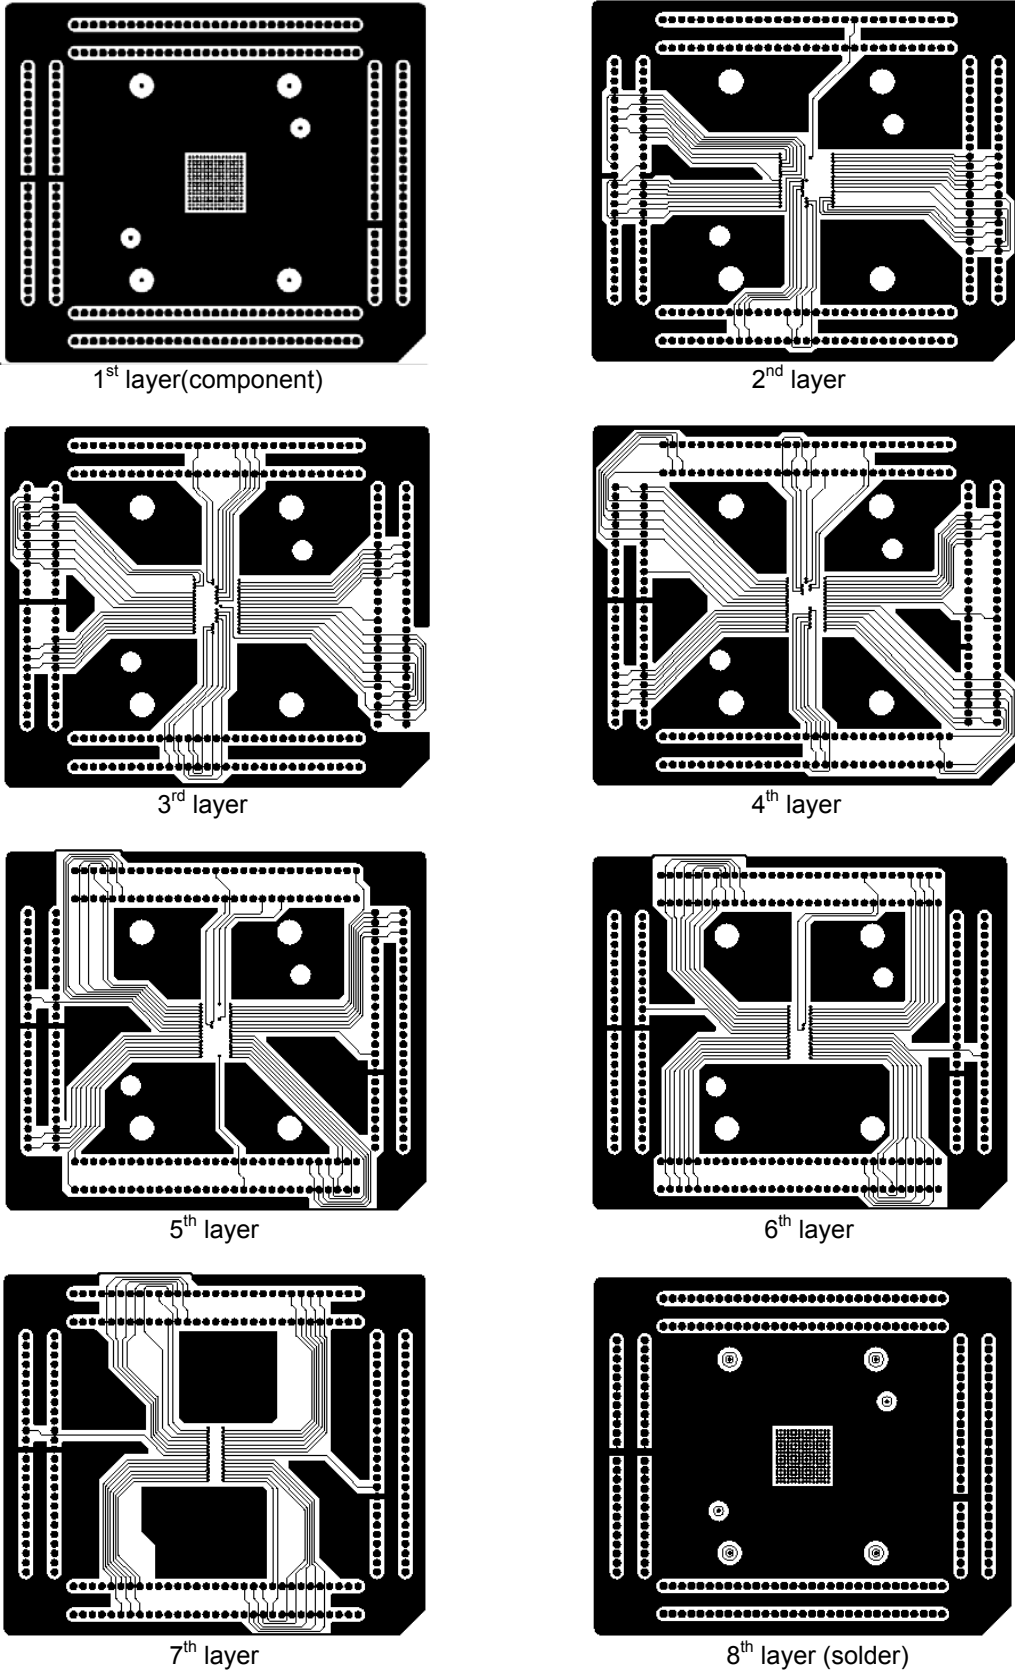 1st layer(component)
2nd layer
3rd layer
4th layer
5th layer
6th layer
7th layer
8th layer (solder)